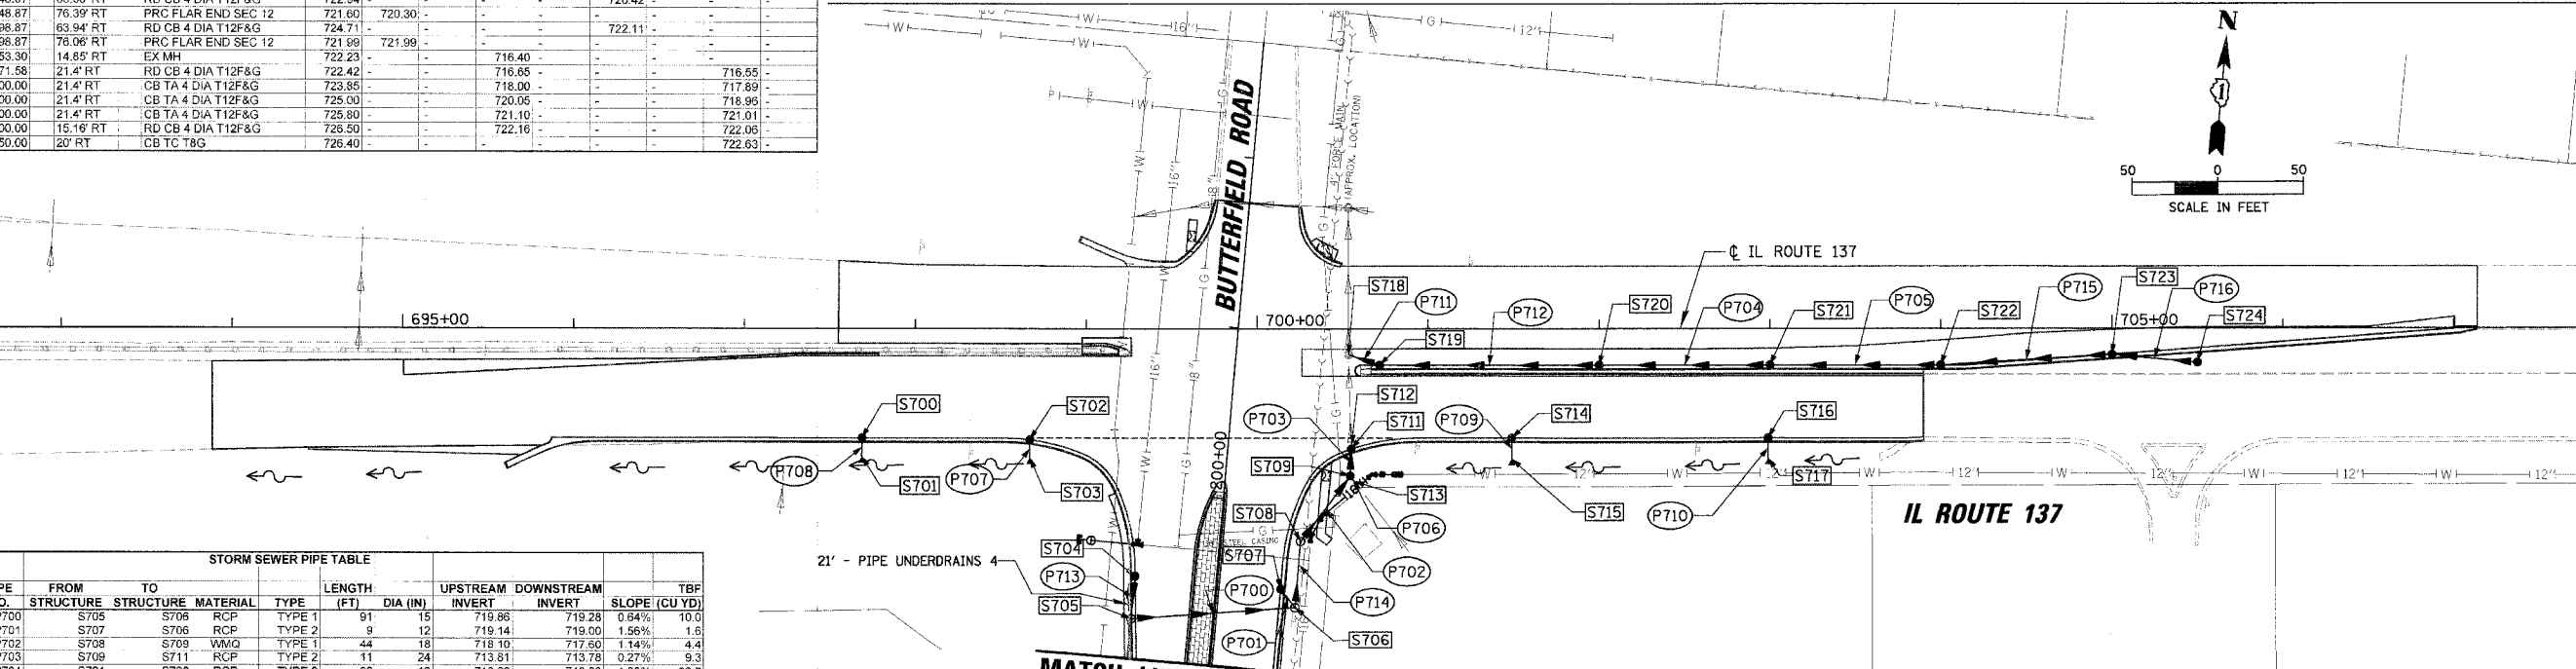 48.87 76.39' RT PRC FLAR END SEC 12 721.60 720.30 - - - - - - -
98.87 63.94' RT RD CB 4 DIA T12F&G 724.71 - - - - 722.11 - - -
98.87 76.06' RT PRC FLAR END SEC 12 721.99 721.99 - - - - - - -
53.30 14.85' RT EX MH 722.23 - - 716.40 - - - - -
71.58 21.4' RT RD CB 4 DIA T12F&G 722.42 - - 716.65 - - - 716.55 -
00.00 21.4' RT CB TA 4 DIA T12F&G 723.85 - - 718.00 - - - 717.89 -
00.00 21.4' RT CB TA 4 DIA T12F&G 725.00 - - 720.05 - - - 718.96 -
00.00 21.4' RT CB TA 4 DIA T12F&G 725.80 - - 721.10 - - - 721.01 -
00.00 15.16' RT RD CB 4 DIA T12F&G 726.50 - - 722.16 - - - 722.06 -
50.00 20' RT CB TC T8G 726.40 - - - - - - 722.63 -
N
50 0 50
SCALE IN FEET
BUTTERFIELD ROAD
4" FORCE MAIN
(APPROX. LOCATION)
℄ IL ROUTE 137
695+00
700+00
705+00
800+00
S718
P711
S719
P712
S720
P704
S721
P705
S722
P715
S723
P716
S724
S700
S702
P708
S701
P707
S703
P703
S712
S711
P709
S714
S716
S709
S713
S715
P710
S717
S708
P706
IL ROUTE 137
S704
S707
P702
21' - PIPE UNDERDRAINS 4
P713
P700
P714
S705
P701
S706
STORM SEWER PIPE TABLE
FROM TO LENGTH UPSTREAM DOWNSTREAM TBF
STRUCTURE STRUCTURE MATERIAL TYPE (FT) DIA (IN) INVERT INVERT SLOPE (CU YD)
P700 S705 S706 RCP TYPE 1 91 15 719.86 719.28 0.64% 10.0
P701 S707 S706 RCP TYPE 2 9 12 719.14 719.00 1.56% 1.6
P702 S708 S709 WMQ TYPE 1 44 18 718.10 717.60 1.14% 4.4
P703 S709 S711 RCP TYPE 2 11 24 713.81 713.78 0.27% 9.3